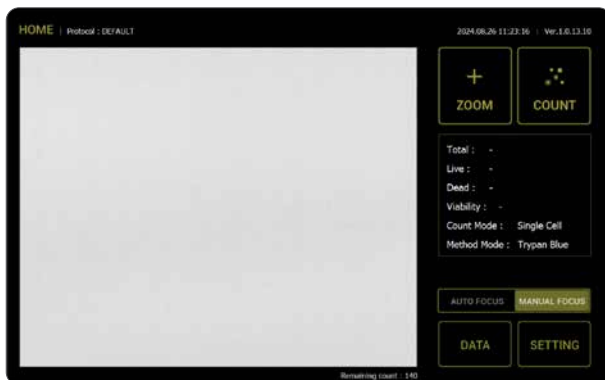 HOME | Protocol : DEFAULT
2024.08.26 11:23:16 | Ver.1.0.13.10
ZOOM
COUNT
Total : -
Live : -
Dead : -
Viability : -
Count Mode : Single Cell
Method Mode : Trypan Blue
AUTO FOCUS
MANUAL FOCUS
DATA
SETTING
Remaining count : 140